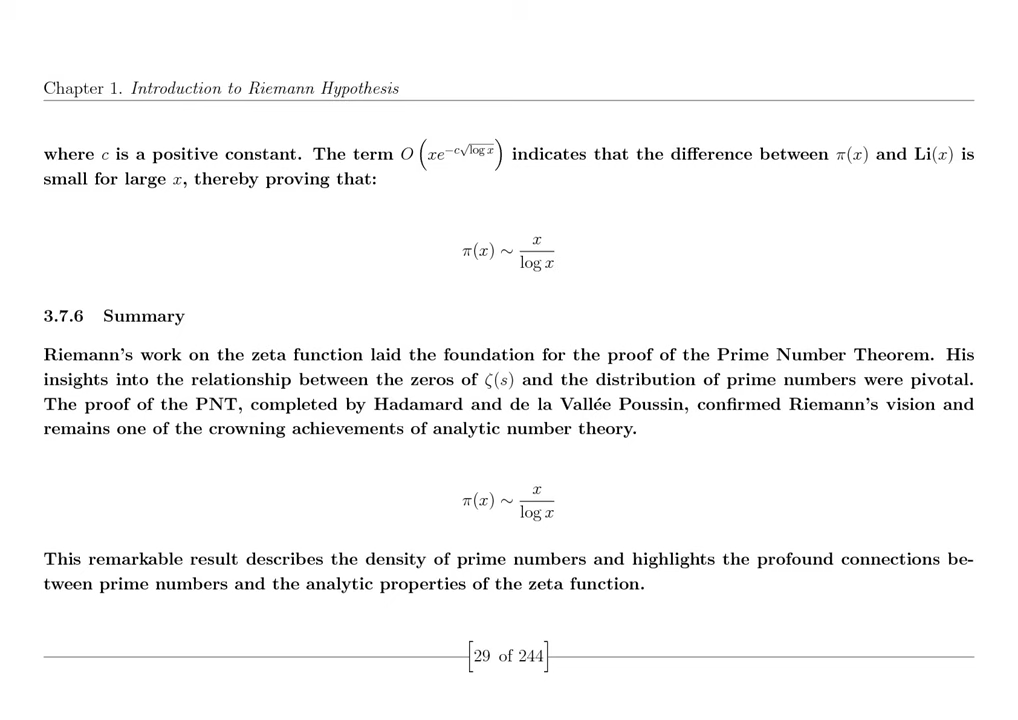 Chapter 1. Introduction to Riemann Hypothesis
where c is a positive constant. The term O (xe^{−c√log x}) indicates that the difference between π(x) and Li(x) is
small for large x, thereby proving that:
π(x) ∼ x / log x
3.7.6 Summary
Riemann's work on the zeta function laid the foundation for the proof of the Prime Number Theorem. His
insights into the relationship between the zeros of ζ(s) and the distribution of prime numbers were pivotal.
The proof of the PNT, completed by Hadamard and de la Vallée Poussin, confirmed Riemann's vision and
remains one of the crowning achievements of analytic number theory.
π(x) ∼ x / log x
This remarkable result describes the density of prime numbers and highlights the profound connections be-
tween prime numbers and the analytic properties of the zeta function.
[29 of 244]